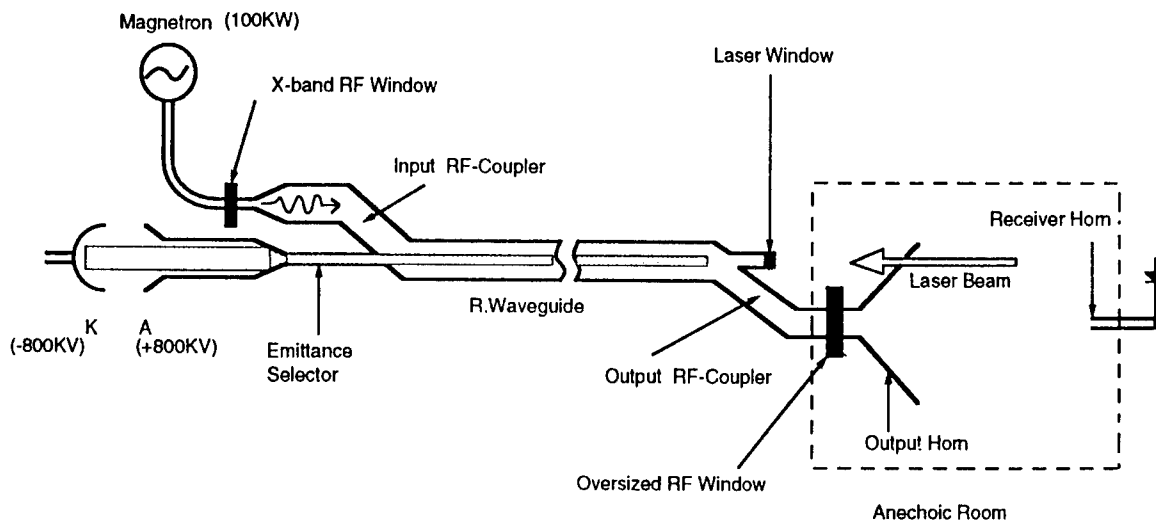 Magnetron (100KW)
Laser Window
X-band RF Window
Input RF-Coupler
Receiver Horn
Laser Beam
R.Waveguide
K A
(-800KV) (+800KV)
Emittance
Selector
Output RF-Coupler
Output Horn
Oversized RF Window
Anechoic Room